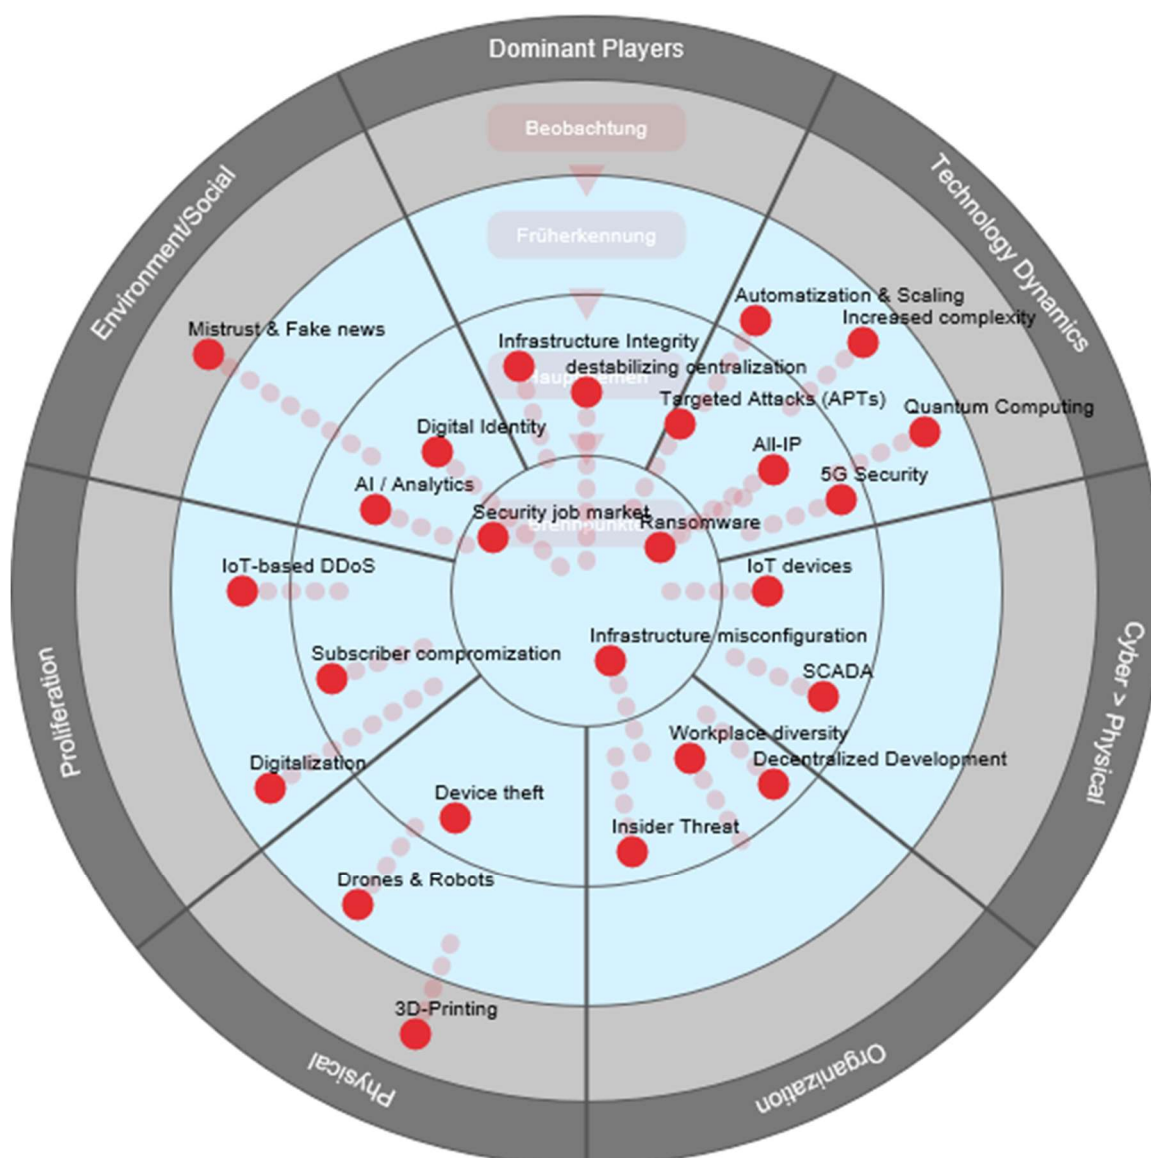 Dominant Players
Beobachtung
Technology Dynamics
Environment/Social
Früherkennung
Automatization & Scaling
Increased complexity
Mistrust & Fake news
Infrastructure Integrity
destabilizing centralization
Targeted Attacks (APTs)
Quantum Computing
Digital Identity
All-IP
5G Security
AI / Analytics
Security job market
Ransomware
IoT-based DDoS
IoT devices
Infrastructure misconfiguration
Subscriber compromization
SCADA
Cyber > Physical
Proliferation
Workplace diversity
Decentralized Development
Digitalization
Device theft
Insider Threat
Drones & Robots
3D-Printing
Physical
Organization